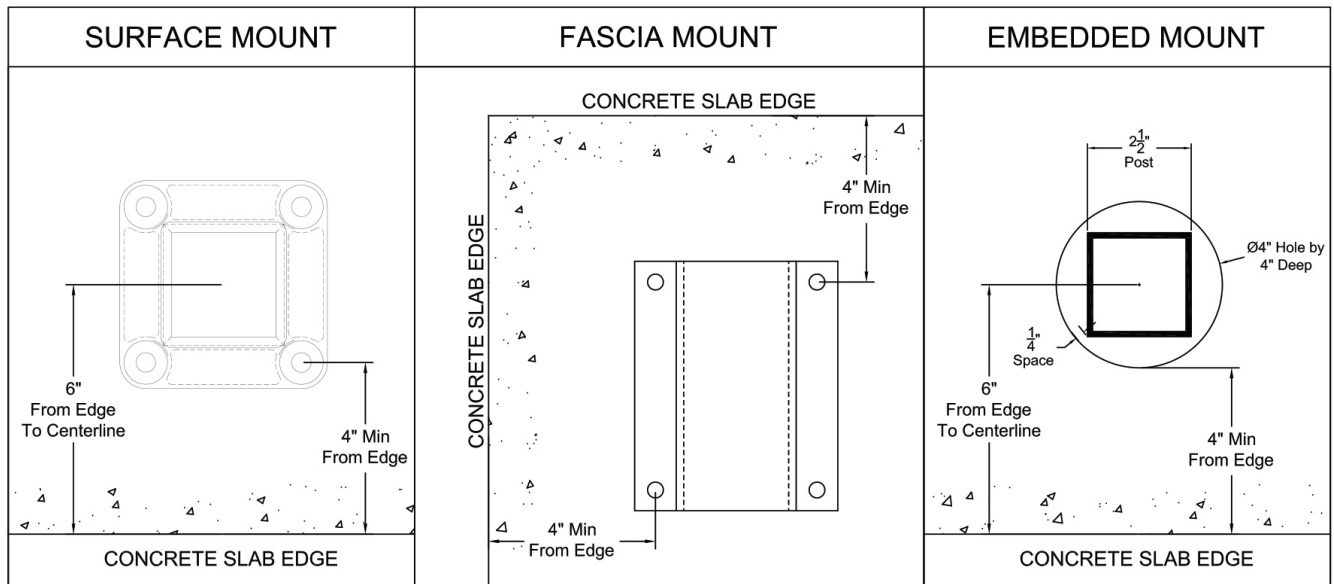 SURFACE MOUNT
6"
From Edge
To Centerline
4" Min
From Edge
CONCRETE SLAB EDGE
FASCIA MOUNT
CONCRETE SLAB EDGE
CONCRETE SLAB EDGE
4" Min
From Edge
4" Min
From Edge
EMBEDDED MOUNT
2 1/2"
Post
Ø4" Hole by
4" Deep
1/4"
Space
6"
From Edge
To Centerline
4" Min
From Edge
CONCRETE SLAB EDGE